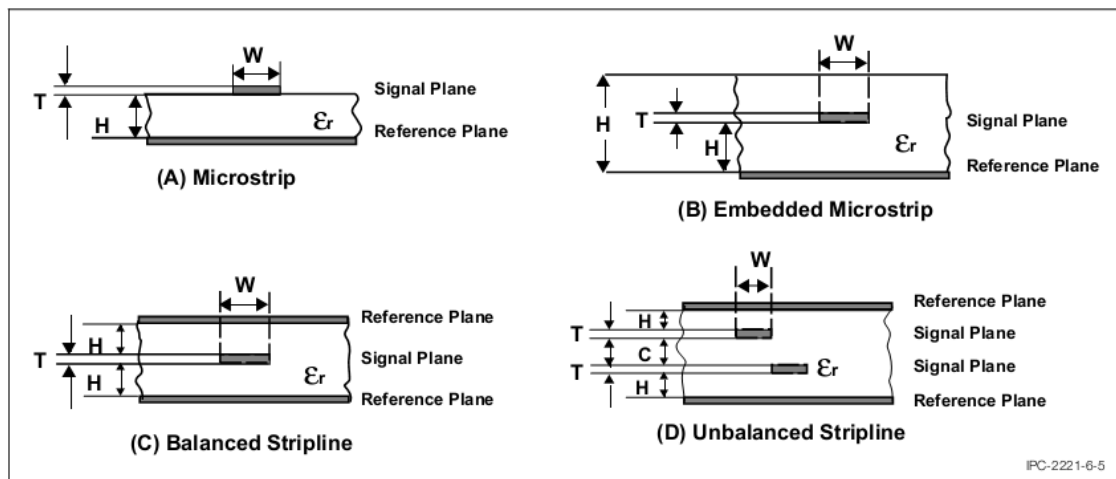 W
T
H
εr
Signal Plane
Reference Plane
(A) Microstrip
W
H
T
H
εr
Signal Plane
Reference Plane
(B) Embedded Microstrip
W
T
H
H
εr
Reference Plane
Signal Plane
Reference Plane
(C) Balanced Stripline
W
T
T
H
C
H
εr
Reference Plane
Signal Plane
Signal Plane
Reference Plane
(D) Unbalanced Stripline
IPC-2221-6-5